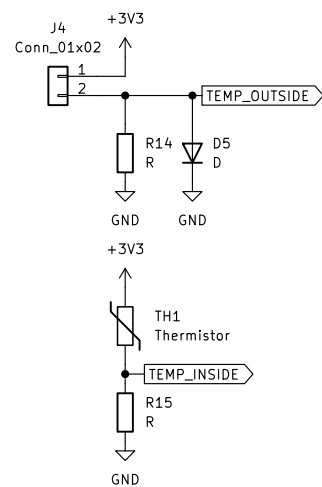 +3V3
J4
Conn_01x02
1
2
TEMP_OUTSIDE
R14
R
D5
D
GND
GND
+3V3
TH1
Thermistor
TEMP_INSIDE
R15
R
GND